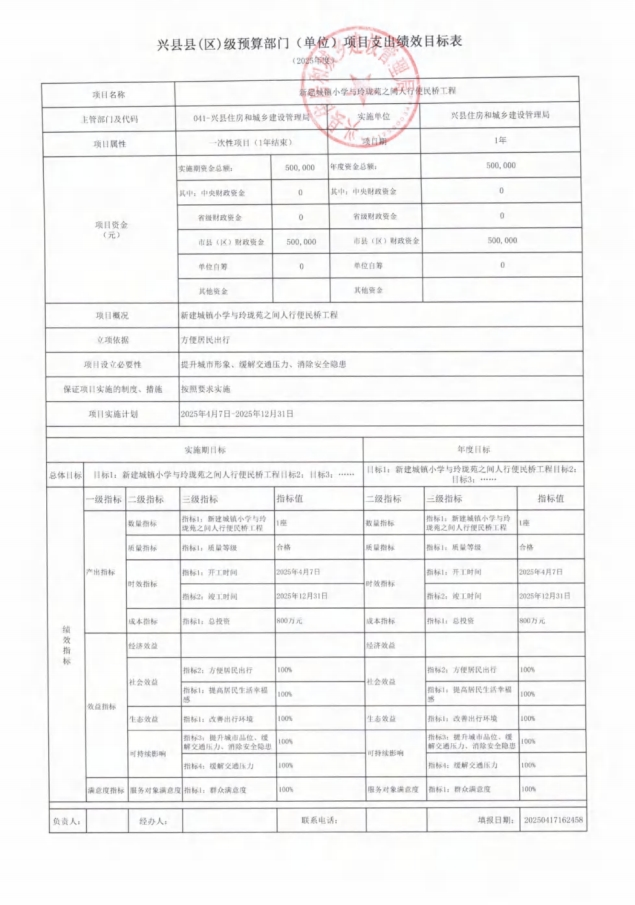 兴县县(区)级预算部门（单位）项目支出绩效目标表
（2025年度）
项目名称 新建城镇小学与玲珑苑之间人行便民桥工程
主管部门及代码 041-兴县住房和城乡建设管理局 实施单位 兴县住房和城乡建设管理局
项目属性 一次性项目（1年结束） 项目期 1年
项目资金（元） 实施期资金总额： 500,000 年度资金总额： 500,000
其中：中央财政资金 0 其中：中央财政资金 0
省级财政资金 0 省级财政资金 0
市县（区）财政资金 500,000 市县（区）财政资金 500,000
单位自筹 0 单位自筹 0
其他资金 其他资金
项目概况 新建城镇小学与玲珑苑之间人行便民桥工程
立项依据 方便居民出行
项目设立必要性 提升城市形象、缓解交通压力、消除安全隐患
保证项目实施的制度、措施 按照要求实施
项目实施计划 2025年4月7日-2025年12月31日
实施期目标 年度目标
总体目标 目标1：新建城镇小学与玲珑苑之间人行便民桥工程目标2；目标3；…… 目标1：新建城镇小学与玲珑苑之间人行便民桥工程目标2；目标3；……
绩效指标 一级指标 二级指标 三级指标 指标值 二级指标 三级指标 指标值
产出指标 数量指标 指标1：新建城镇小学与玲珑苑之间人行便民桥工程 1座 数量指标 指标1：新建城镇小学与玲珑苑之间人行便民桥工程 1座
质量指标 指标1：质量等级 合格 质量指标 指标1：质量等级 合格
时效指标 指标1：开工时间 2025年4月7日 时效指标 指标1：开工时间 2025年4月7日
指标2：竣工时间 2025年12月31日 指标2：竣工时间 2025年12月31日
成本指标 指标1：总投资 800万元 成本指标 指标1：总投资 800万元
效益指标 经济效益 经济效益
社会效益 指标2：方便居民出行 100% 社会效益 指标2：方便居民出行 100%
指标1：提高居民生活幸福感 100% 指标1：提高居民生活幸福感 100%
生态效益 指标1：改善出行环境 100% 生态效益 指标1：改善出行环境 100%
可持续影响 指标3：提升城市品位、缓解交通压力、消除安全隐患 100% 可持续影响 指标3：提升城市品位、缓解交通压力、消除安全隐患 100%
指标4：缓解交通压力 100% 指标4：缓解交通压力 100%
满意度指标 服务对象满意度 指标1：群众满意度 100% 服务对象满意度 指标1：群众满意度 100%
负责人： 经办人： 联系电话： 填报日期： 20250417162458